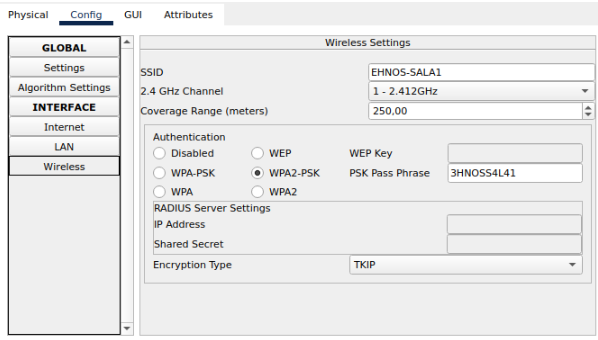 Physical Config GUI Attributes
GLOBAL
Settings
Algorithm Settings
INTERFACE
Internet
LAN
Wireless
Wireless Settings
SSID EHNOS-SALA1
2.4 GHz Channel 1 - 2.412GHz
Coverage Range (meters) 250,00
Authentication
Disabled WEP WEP Key
WPA-PSK WPA2-PSK PSK Pass Phrase 3HNOSS4L41
WPA WPA2
RADIUS Server Settings
IP Address
Shared Secret
Encryption Type TKIP